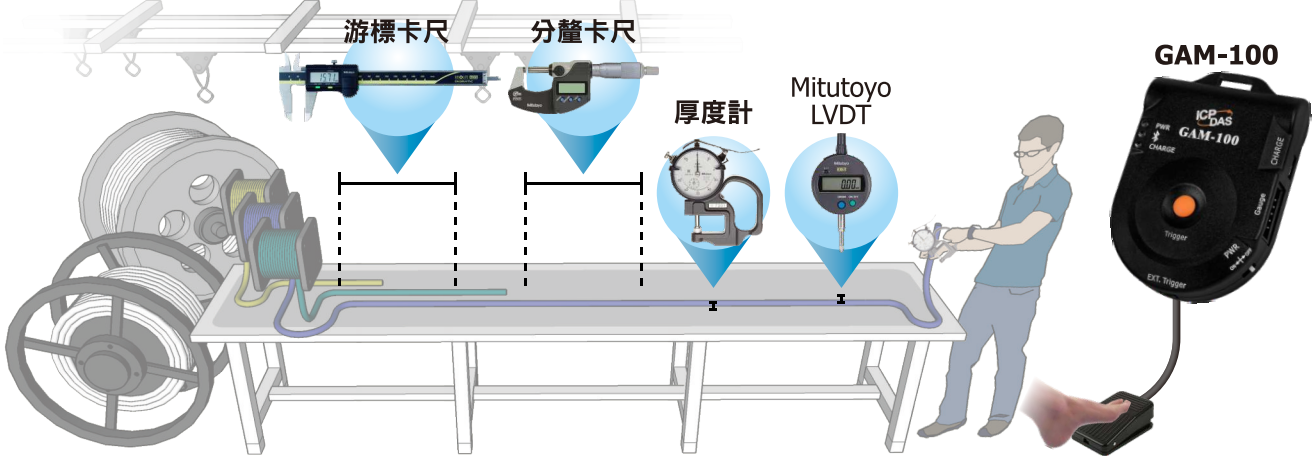 游標卡尺
分釐卡尺
厚度計
Mitutoyo
LVDT
GAM-100
ICP
DAS
GAM-100
PWR
CHARGE
CHARGE
Gauge
Trigger
PWR
EXT. Trigger
Mitutoyo